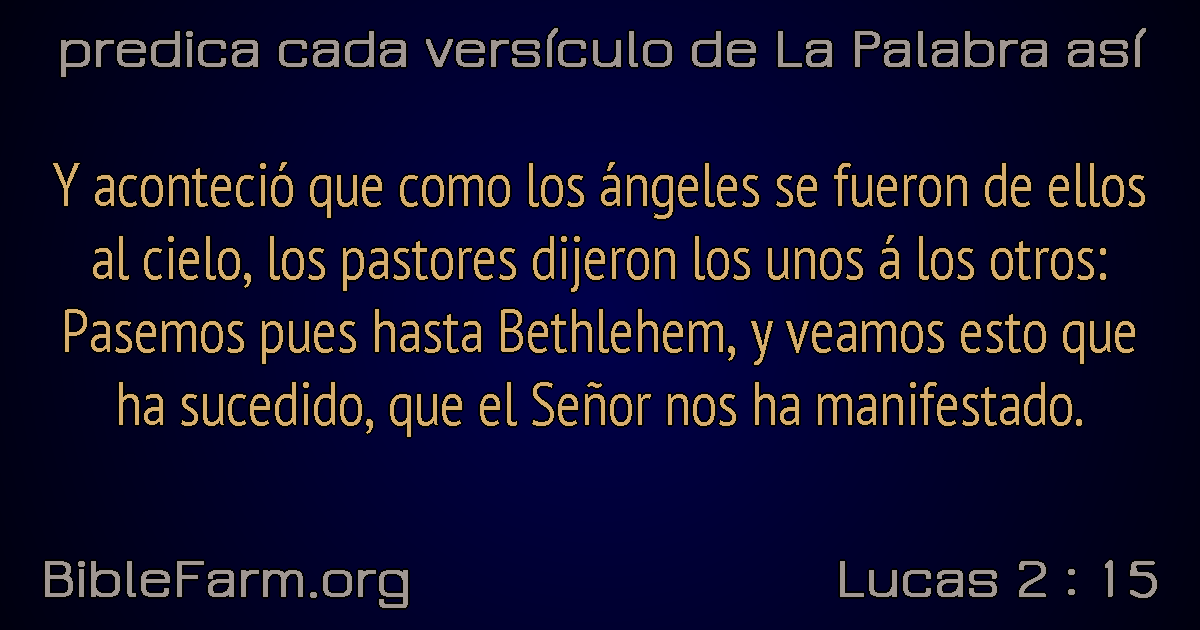 predica cada versículo de La Palabra así
Y aconteció que como los ángeles se fueron de ellos
al cielo, los pastores dijeron los unos á los otros:
Pasemos pues hasta Bethlehem, y veamos esto que
ha sucedido, que el Señor nos ha manifestado.
BibleFarm.org
Lucas 2 : 15